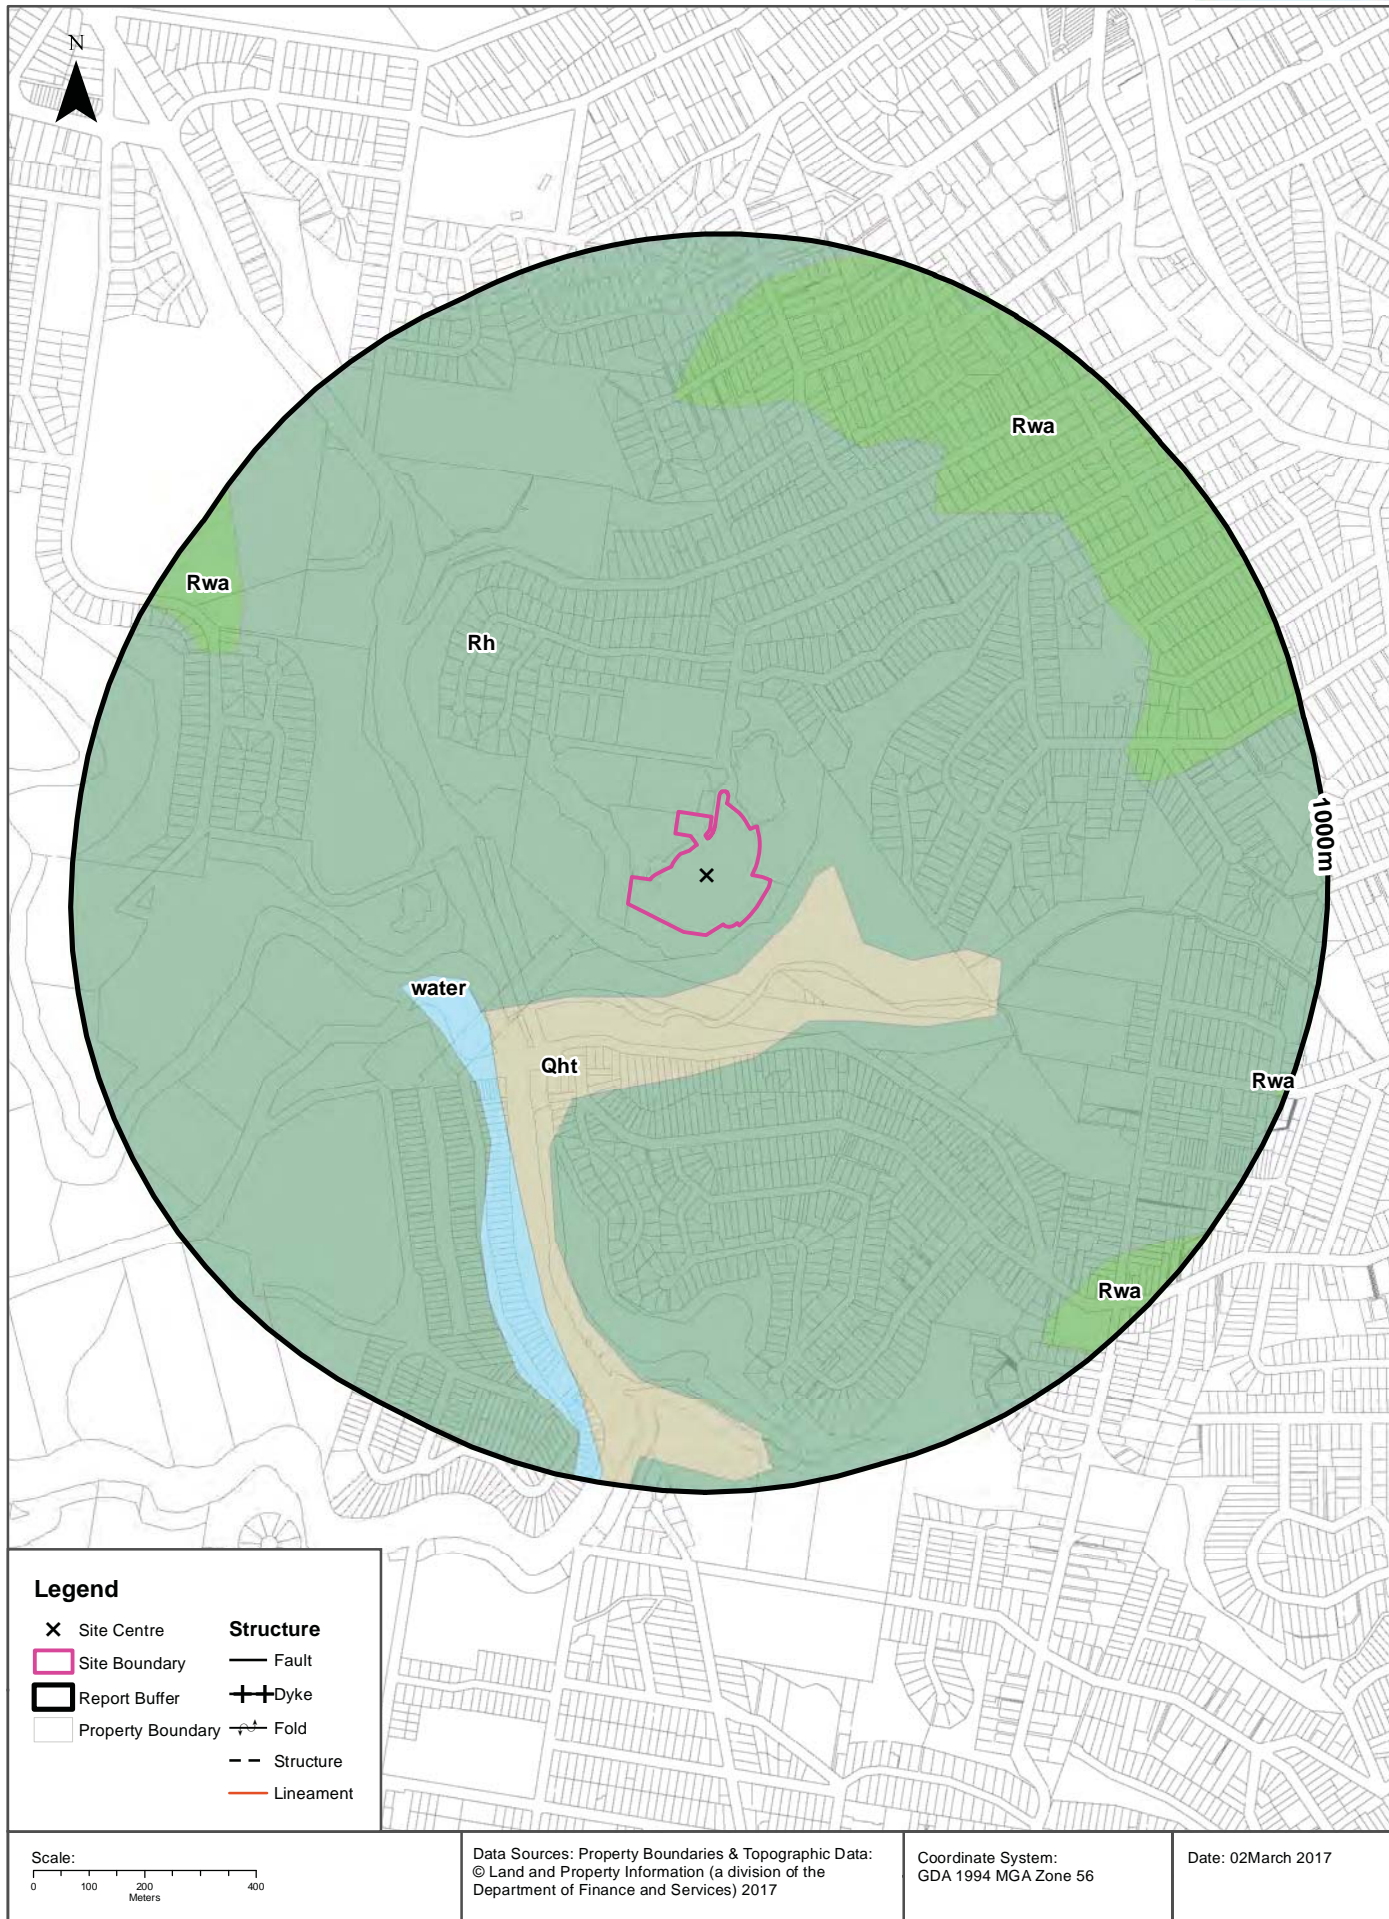 N
Rwa
Rwa
Rh
1000m
water
Qht
Rwa
Rwa
Legend
Site Centre
Site Boundary
Report Buffer
Property Boundary
Structure
Fault
Dyke
Fold
Structure
Lineament
Scale:
0 100 200 400
Meters
Data Sources: Property Boundaries & Topographic Data:
© Land and Property Information (a division of the
Department of Finance and Services) 2017
Coordinate System:
GDA 1994 MGA Zone 56
Date: 02March 2017